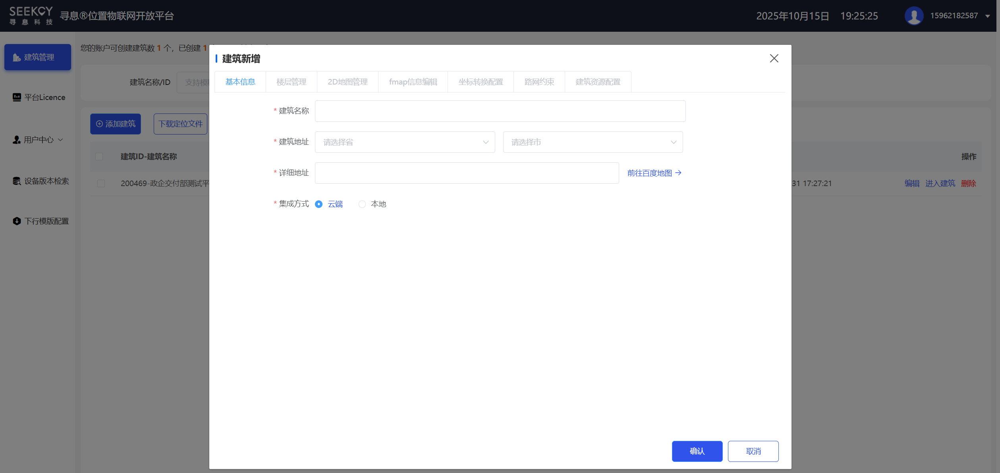 SEEKCY
寻息科技
寻息®位置物联网开放平台
2025年10月15日 19:25:25
15962182587
建筑管理
平台Licence
用户中心
设备版本检索
下行模版配置
您的账户可创建建筑数 1 个，已创建 1
建筑名称/ID 支持模
添加建筑 下载定位文件
建筑ID-建筑名称 操作
200469-政企交付部测试平 31 17:27:21 编辑 进入建筑 删除
建筑新增
基本信息 楼层管理 2D地图管理 fmap信息编辑 坐标转换配置 路网约束 建筑资源配置
* 建筑名称
* 建筑地址 请选择省 请选择市
* 详细地址 前往百度地图
* 集成方式 云端 本地
确认 取消